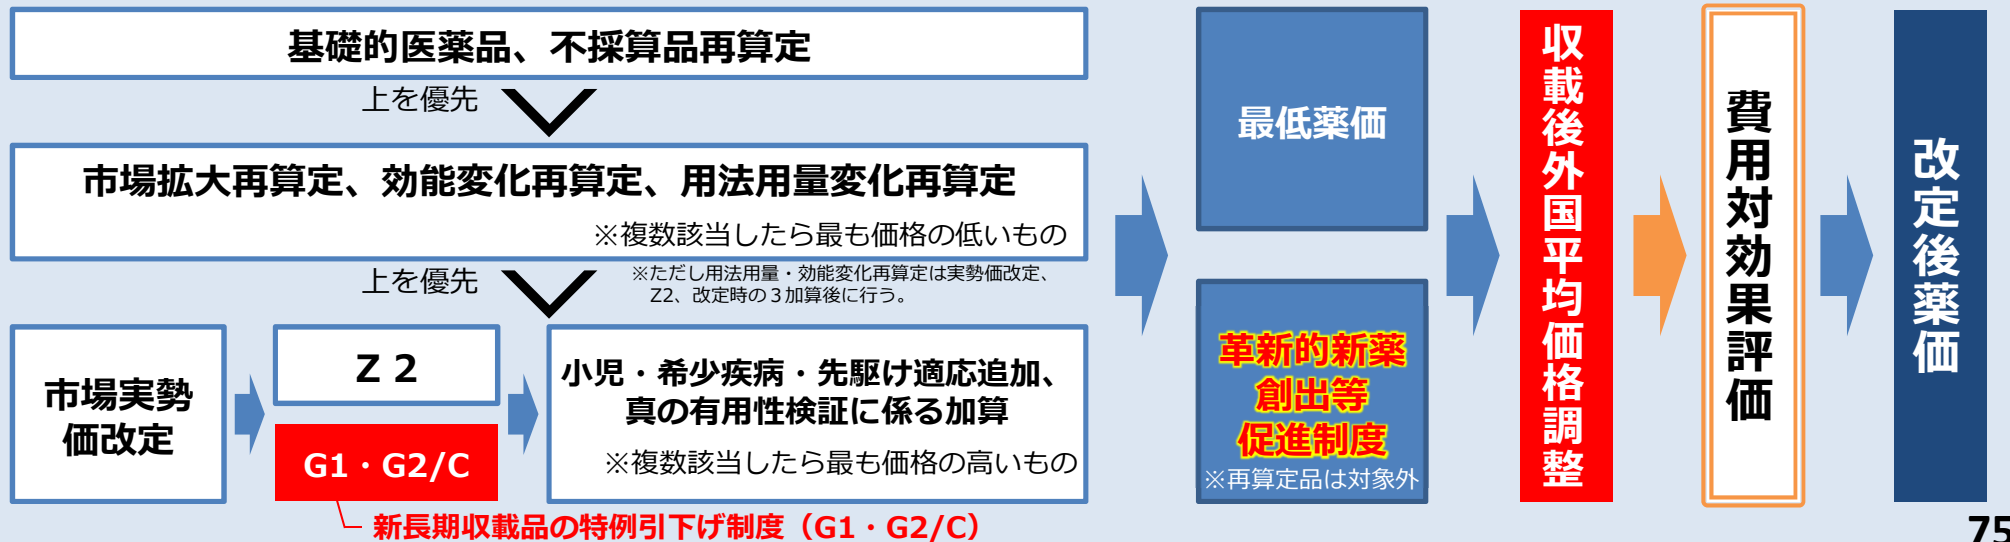 基礎的医薬品、不採算品再算定
上を優先
市場拡大再算定、効能変化再算定、用法用量変化再算定
※複数該当したら最も価格の低いもの
上を優先
※ただし用法用量・効能変化再算定は実勢価改定、
Z2、改定時の３加算後に行う。
市場実勢
価改定
Z 2
G1・G2/C
新長期収載品の特例引下げ制度（G1・G2/C）
小児・希少疾病・先駆け適応追加、
真の有用性検証に係る加算
※複数該当したら最も価格の高いもの
最低薬価
革新的新薬
創出等
促進制度
※再算定品は対象外
収載後外国平均価格調整
費用対効果評価
改定後薬価
75